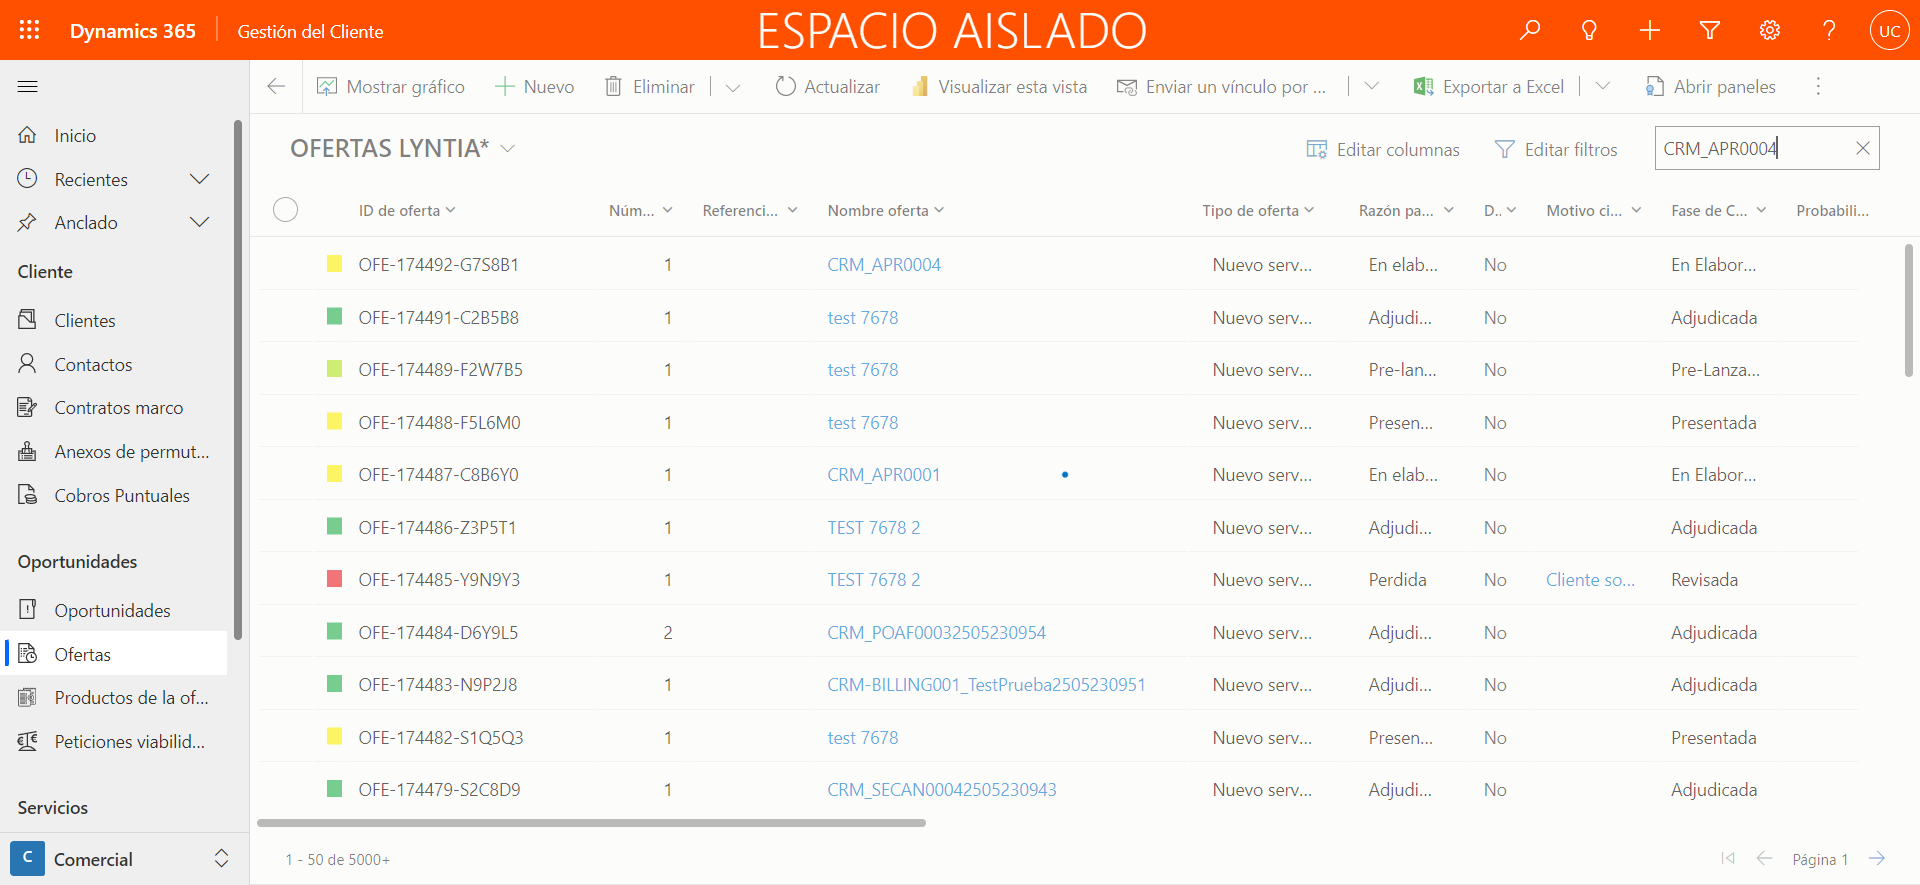 Dynamics 365
Gestión del Cliente
ESPACIO AISLADO
UC
Mostrar gráfico
Nuevo
Eliminar
Actualizar
Visualizar esta vista
Enviar un vínculo por ...
Exportar a Excel
Abrir paneles
Inicio
Recientes
Anclado
Cliente
Clientes
Contactos
Contratos marco
Anexos de permut...
Cobros Puntuales
Oportunidades
Oportunidades
Ofertas
Productos de la of...
Peticiones viabilid...
Servicios
C
Comercial
OFERTAS LYNTIA*
Editar columnas
Editar filtros
CRM_APR0004
ID de oferta Núm... Referenci... Nombre oferta Tipo de oferta Razón pa... D.. Motivo ci... Fase de C... Probabili...
OFE-174492-G7S8B1 1 CRM_APR0004 Nuevo serv... En elab... No En Elabor...
OFE-174491-C2B5B8 1 test 7678 Nuevo serv... Adjudi... No Adjudicada
OFE-174489-F2W7B5 1 test 7678 Nuevo serv... Pre-lan... No Pre-Lanza...
OFE-174488-F5L6M0 1 test 7678 Nuevo serv... Presen... No Presentada
OFE-174487-C8B6Y0 1 CRM_APR0001 Nuevo serv... En elab... No En Elabor...
OFE-174486-Z3P5T1 1 TEST 7678 2 Nuevo serv... Adjudi... No Adjudicada
OFE-174485-Y9N9Y3 1 TEST 7678 2 Nuevo serv... Perdida No Cliente so... Revisada
OFE-174484-D6Y9L5 2 CRM_POAF00032505230954 Nuevo serv... Adjudi... No Adjudicada
OFE-174483-N9P2J8 1 CRM-BILLING001_TestPrueba2505230951 Nuevo serv... Adjudi... No Adjudicada
OFE-174482-S1Q5Q3 1 test 7678 Nuevo serv... Presen... No Presentada
OFE-174479-S2C8D9 1 CRM_SECAN00042505230943 Nuevo serv... Adjudi... No Adjudicada
1 - 50 de 5000+
Página 1